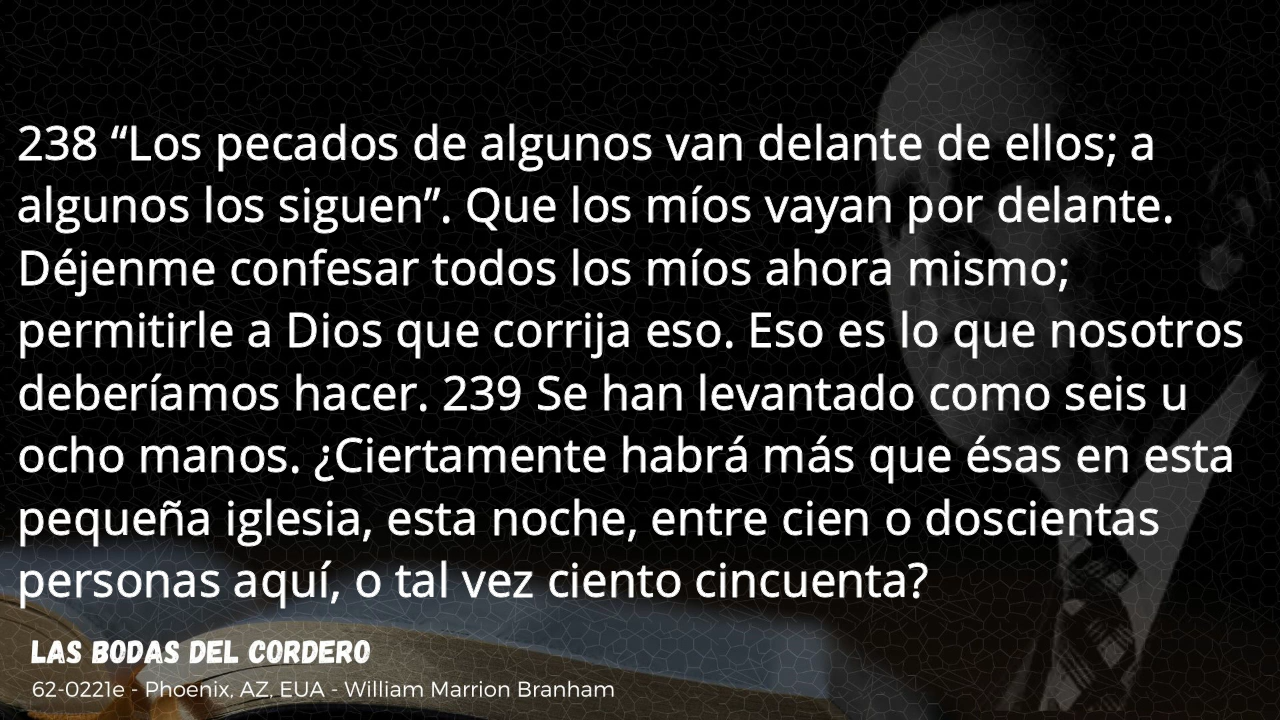 238 “Los pecados de algunos van delante de ellos; a
algunos los siguen”. Que los míos vayan por delante.
Déjenme confesar todos los míos ahora mismo;
permitirle a Dios que corrija eso. Eso es lo que nosotros
deberíamos hacer. 239 Se han levantado como seis u
ocho manos. ¿Ciertamente habrá más que ésas en esta
pequeña iglesia, esta noche, entre cien o doscientas
personas aquí, o tal vez ciento cincuenta?
LAS BODAS DEL CORDERO
62-0221e - Phoenix, AZ, EUA - William Marrion Branham